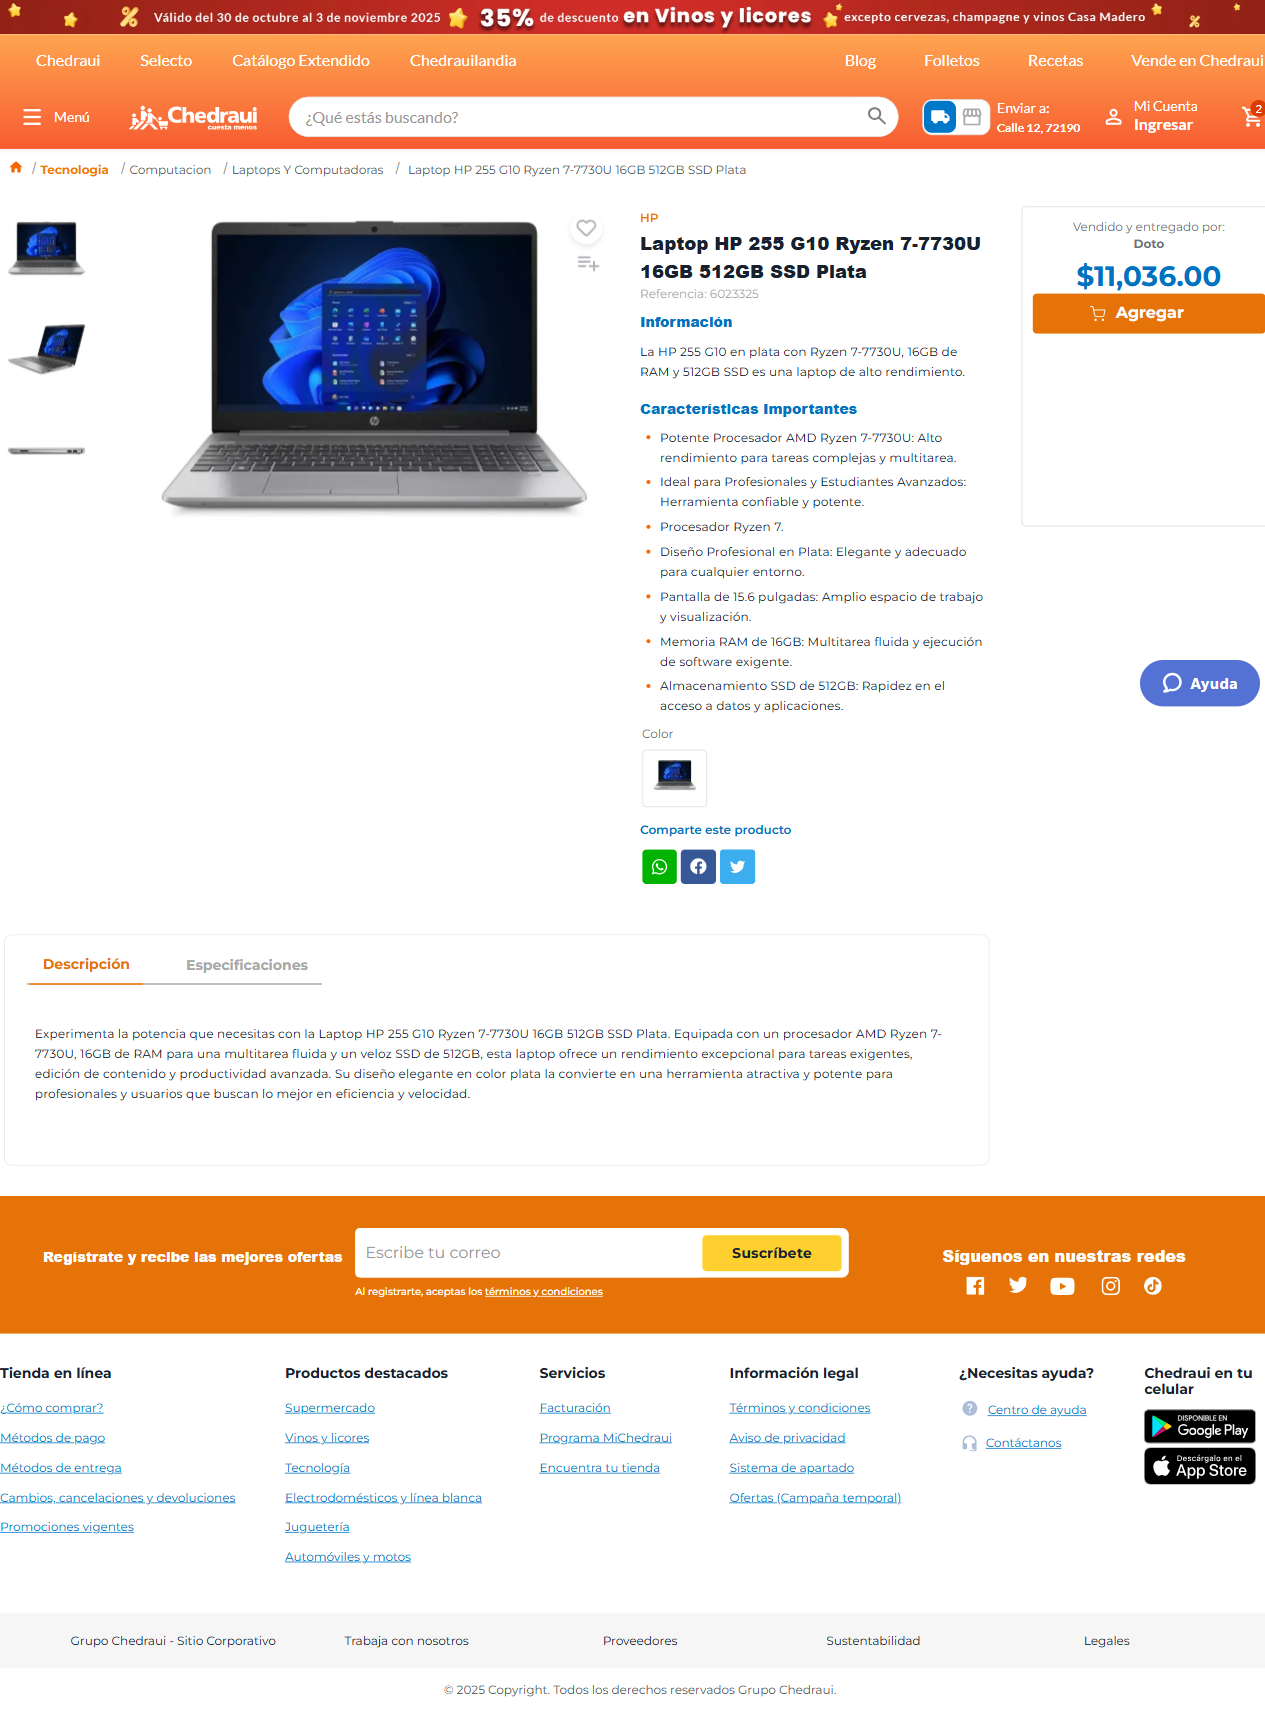 Válido del 30 de octubre al 3 de noviembre 2025 35% de descuento en Vinos y licores excepto cervezas, champagne y vinos Casa Madero
Chedraui Selecto Catálogo Extendido Chedrauilandia Blog Folletos Recetas Vende en Chedraui
Menú Chedraui cuesta menos ¿Qué estás buscando? Enviar a: Calle 12, 72190 Mi Cuenta Ingresar 2
/ Tecnologia / Computacion / Laptops Y Computadoras / Laptop HP 255 G10 Ryzen 7-7730U 16GB 512GB SSD Plata
HP
Laptop HP 255 G10 Ryzen 7-7730U
16GB 512GB SSD Plata
Referencia: 6023325
Información
La HP 255 G10 en plata con Ryzen 7-7730U, 16GB de
RAM y 512GB SSD es una laptop de alto rendimiento.
Características Importantes
• Potente Procesador AMD Ryzen 7-7730U: Alto
rendimiento para tareas complejas y multitarea.
• Ideal para Profesionales y Estudiantes Avanzados:
Herramienta confiable y potente.
• Procesador Ryzen 7.
• Diseño Profesional en Plata: Elegante y adecuado
para cualquier entorno.
• Pantalla de 15.6 pulgadas: Amplio espacio de trabajo
y visualización.
• Memoria RAM de 16GB: Multitarea fluida y ejecución
de software exigente.
• Almacenamiento SSD de 512GB: Rapidez en el
acceso a datos y aplicaciones.
Color
Comparte este producto
Vendido y entregado por:
Doto
$11,036.00
Agregar
Ayuda
Descripción Especificaciones
Experimenta la potencia que necesitas con la Laptop HP 255 G10 Ryzen 7-7730U 16GB 512GB SSD Plata. Equipada con un procesador AMD Ryzen 7-
7730U, 16GB de RAM para una multitarea fluida y un veloz SSD de 512GB, esta laptop ofrece un rendimiento excepcional para tareas exigentes,
edición de contenido y productividad avanzada. Su diseño elegante en color plata la convierte en una herramienta atractiva y potente para
profesionales y usuarios que buscan lo mejor en eficiencia y velocidad.
Regístrate y recibe las mejores ofertas Escribe tu correo Suscríbete
Al registrarte, aceptas los términos y condiciones
Síguenos en nuestras redes
Tienda en línea
¿Cómo comprar?
Métodos de pago
Métodos de entrega
Cambios, cancelaciones y devoluciones
Promociones vigentes
Productos destacados
Supermercado
Vinos y licores
Tecnología
Electrodomésticos y línea blanca
Juguetería
Automóviles y motos
Servicios
Facturación
Programa MiChedraui
Encuentra tu tienda
Información legal
Términos y condiciones
Aviso de privacidad
Sistema de apartado
Ofertas (Campaña temporal)
¿Necesitas ayuda?
Centro de ayuda
Contáctanos
Chedraui en tu
celular
DISPONIBLE EN
Google Play
Descárgalo en el
App Store
Grupo Chedraui - Sitio Corporativo Trabaja con nosotros Proveedores Sustentabilidad Legales
© 2025 Copyright. Todos los derechos reservados Grupo Chedraui.